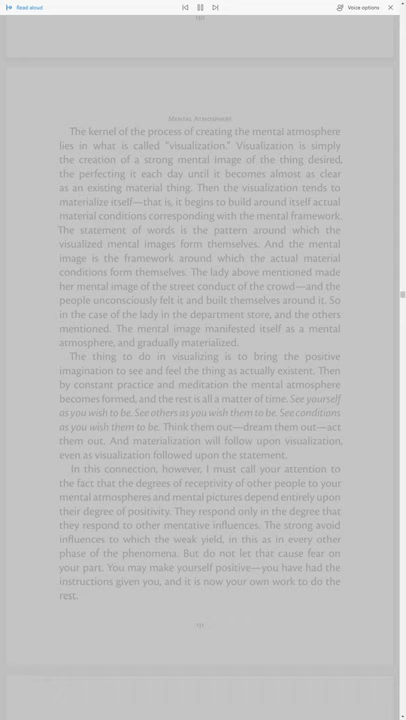 Read aloud
Voice options
MENTAL ATMOSPHERE
The kernel of the process of creating the mental atmosphere
lies in what is called "visualization." Visualization is simply
the creation of a strong mental image of the thing desired,
the perfecting it each day until it becomes almost as clear
as an existing material thing. Then the visualization tends to
materialize itself—that is, it begins to build around itself actual
material conditions corresponding with the mental framework.
The statement of words is the pattern around which the
visualized mental images form themselves. And the mental
image is the framework around which the actual material
conditions form themselves. The lady above mentioned made
her mental image of the street conduct of the crowd—and the
people unconsciously felt it and built themselves around it. So
in the case of the lady in the department store, and the others
mentioned. The mental image manifested itself as a mental
atmosphere, and gradually materialized.
The thing to do in visualizing is to bring the positive
imagination to see and feel the thing as actually existent. Then
by constant practice and meditation the mental atmosphere
becomes formed, and the rest is all a matter of time. See yourself
as you wish to be. See others as you wish them to be. See conditions
as you wish them to be. Think them out—dream them out—act
them out. And materialization will follow upon visualization,
even as visualization followed upon the statement.
In this connection, however, I must call your attention to
the fact that the degrees of receptivity of other people to your
mental atmospheres and mental pictures depend entirely upon
their degree of positivity. They respond only in the degree that
they respond to other mentative influences. The strong avoid
influences to which the weak yield, in this as in every other
phase of the phenomena. But do not let that cause fear on
your part. You may make yourself positive—you have had the
instructions given you, and it is now your own work to do the
rest.